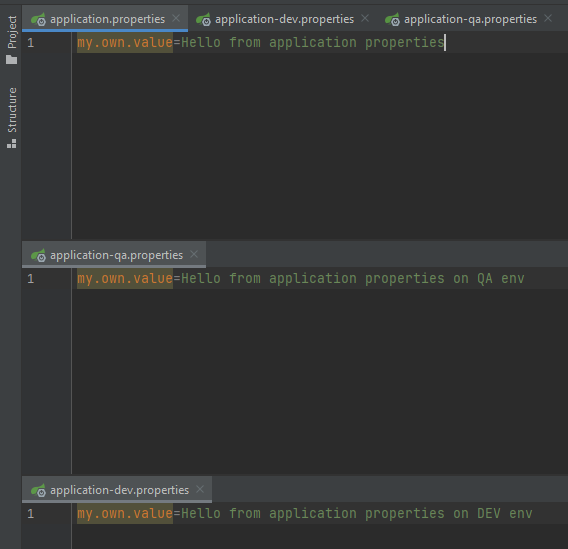 Project
Structure
application.properties application-dev.properties application-qa.properties
1 my.own.value=Hello from application properties
application-qa.properties
1 my.own.value=Hello from application properties on QA env
application-dev.properties
1 my.own.value=Hello from application properties on DEV env